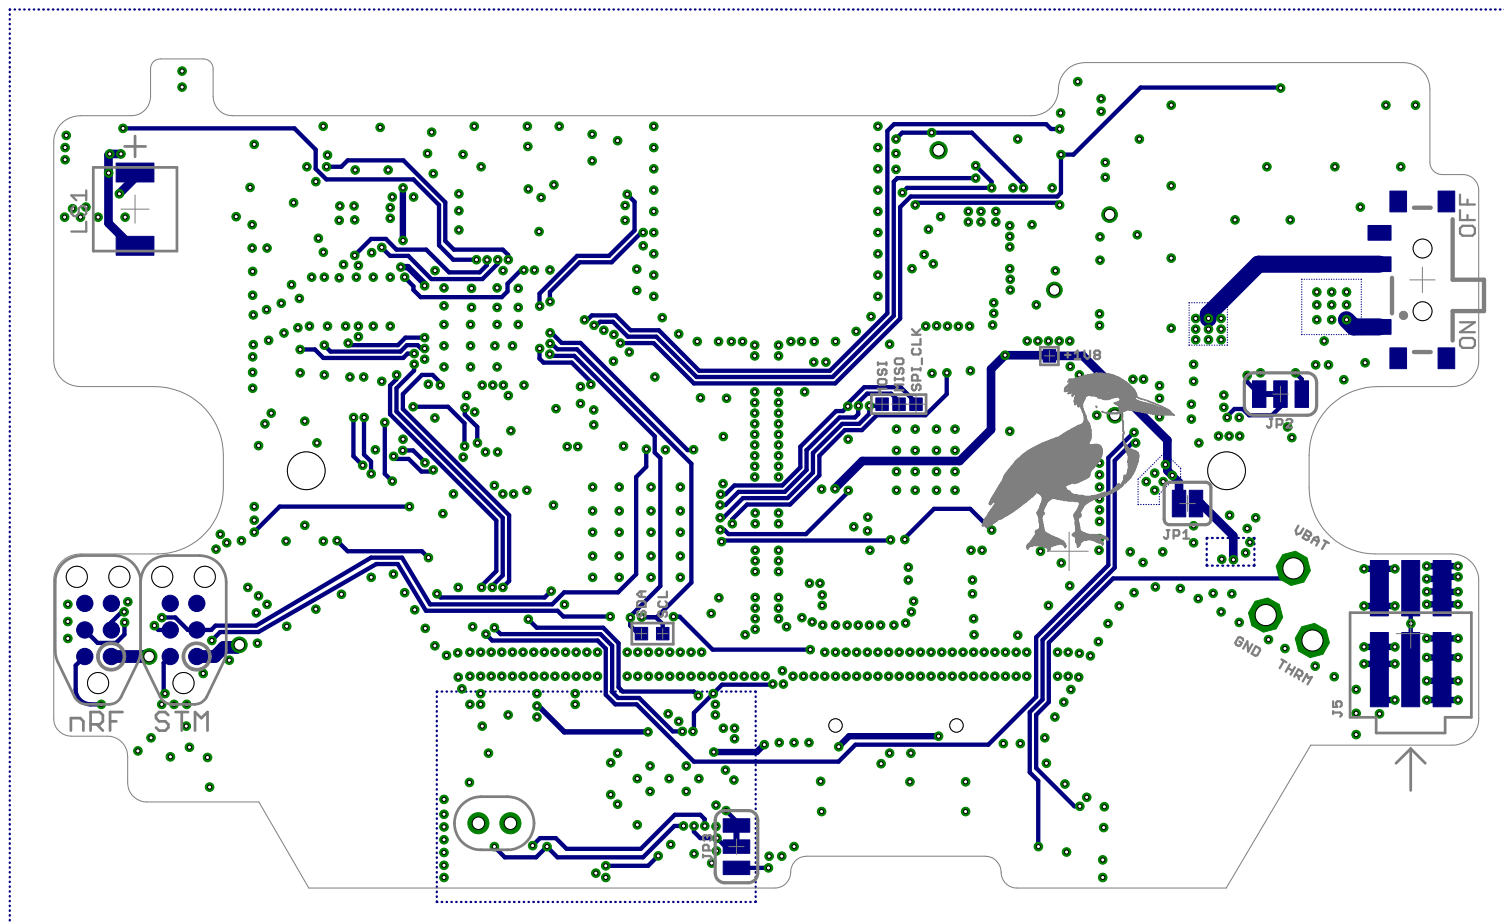 LS1
OFF
ON
+1V8
MOSI
MISO
SPI_CLK
JP2
JP1
VBAT
GND
THRM
J5
SDA
SCL
nRF
STM
JP3